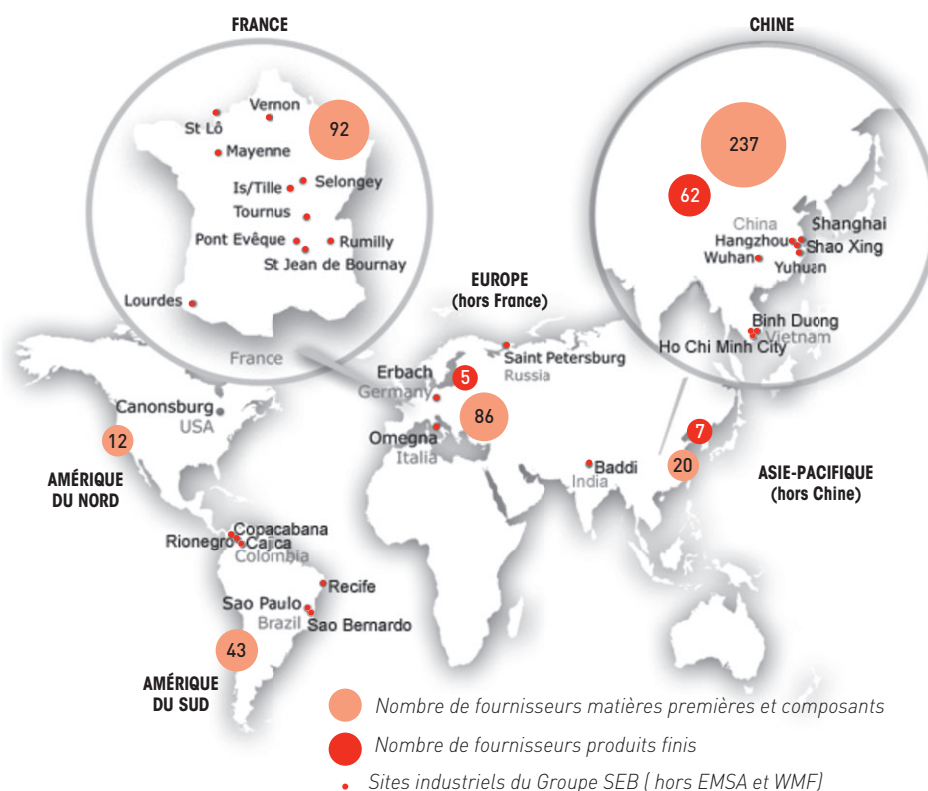 FRANCE
Vernon
St Lô
92
Mayenne
Is/Tille
Selongey
Tournus
Pont Evêque
Rumilly
St Jean de Bournay
Lourdes
France
CHINE
237
62
China
Shanghai
Hangzhou
Shao Xing
Wuhan
Yuhuan
Binh Duong
Vietnam
Ho Chi Minh City
EUROPE
(hors France)
Saint Petersburg
Russia
Erbach
Germany
5
86
Omegna
Italia
Canonsburg
USA
12
AMÉRIQUE
DU NORD
Baddi
India
7
20
ASIE-PACIFIQUE
(hors Chine)
Copacabana
Rionegro
Cajica
Colombia
Recife
Sao Paulo
Brazil
Sao Bernardo
43
AMÉRIQUE
DU SUD
Nombre de fournisseurs matières premières et composants
Nombre de fournisseurs produits finis
Sites industriels du Groupe SEB ( hors EMSA et WMF)